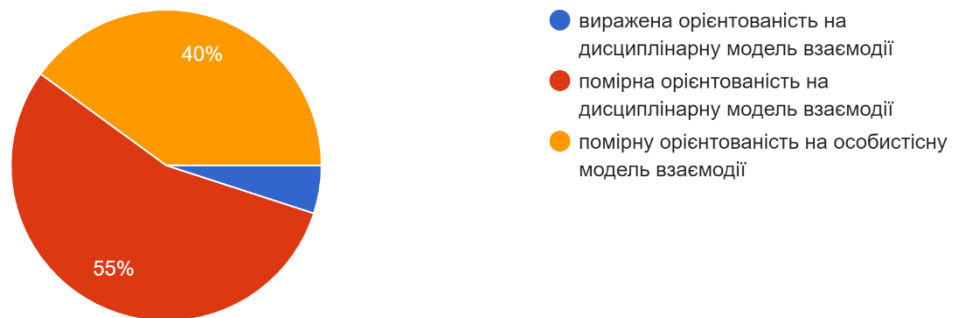 40%
55%
виражена орієнтованість на
дисциплінарну модель взаємодії
помірна орієнтованість на
дисциплінарну модель взаємодії
помірну орієнтованість на особистісну
модель взаємодії